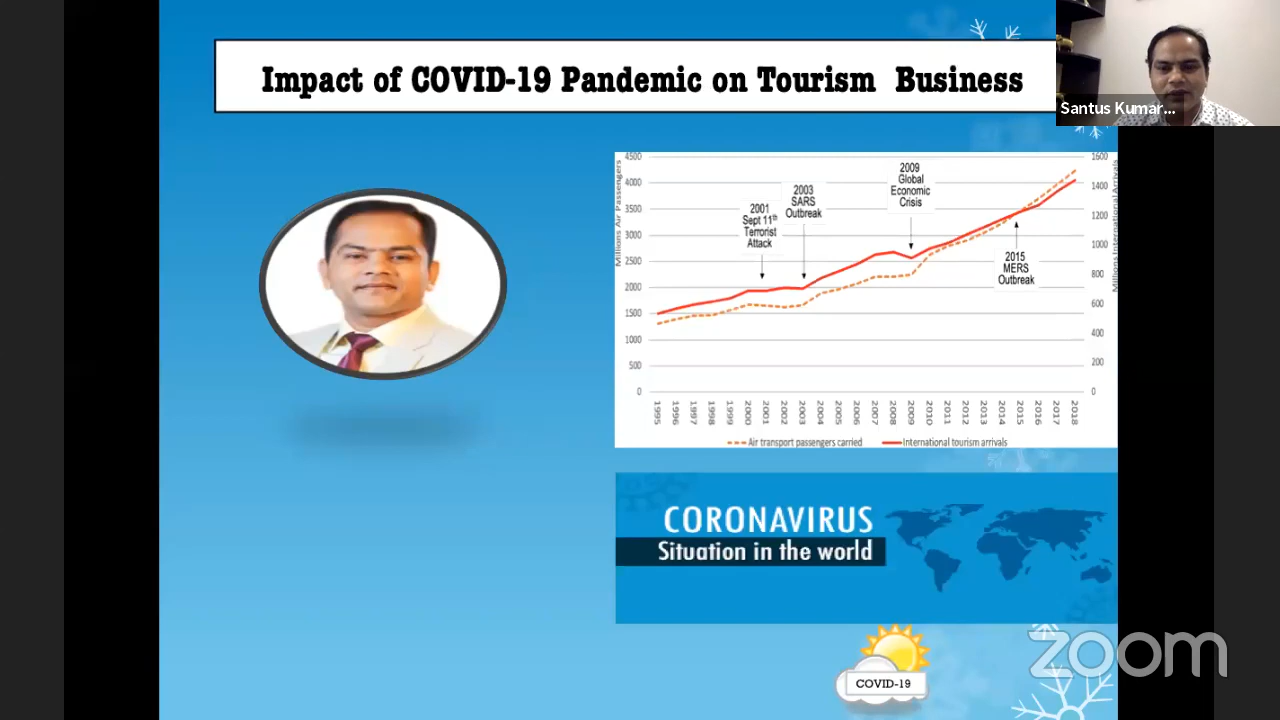 Impact of COVID-19 Pandemic on Tourism Business
Santus Kumar...
Millions Air Passengers
4500
4000
3500
3000
2500
2000
1500
1000
500
0
2001
Sept 11th
Terrorist
Attack
2003
SARS
Outbreak
2009
Global
Economic
Crisis
2015
MERS
Outbreak
1600
1400
1200
1000
800
600
400
200
0
Millions International Arrivals
1995
1996
1997
1998
1999
2000
2001
2002
2003
2004
2005
2006
2007
2008
2009
2010
2011
2012
2013
2014
2015
2016
2017
2018
Air transport passengers carried
International tourism arrivals
CORONAVIRUS
Situation in the world
COVID-19
zoom